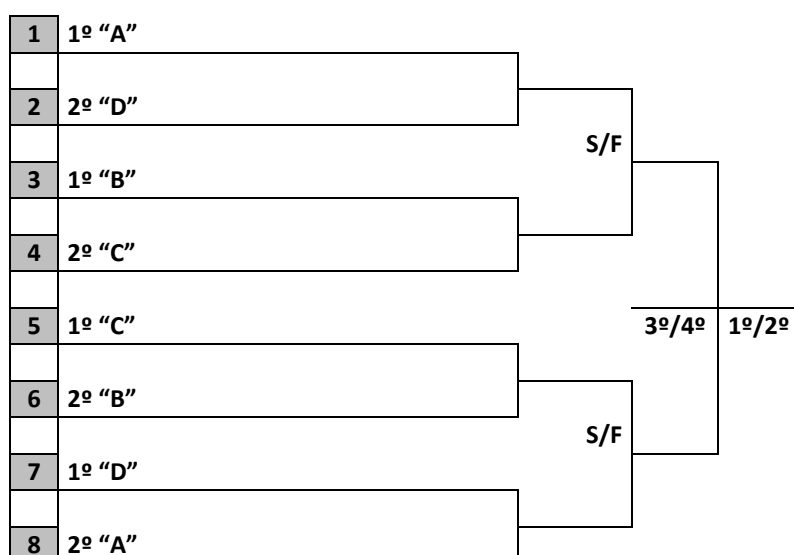 1 1º “A”
2 2º “D”
S/F
3 1º “B”
4 2º “C”
5 1º “C” 3º/4º 1º/2º
6 2º “B”
S/F
7 1º “D”
8 2º “A”